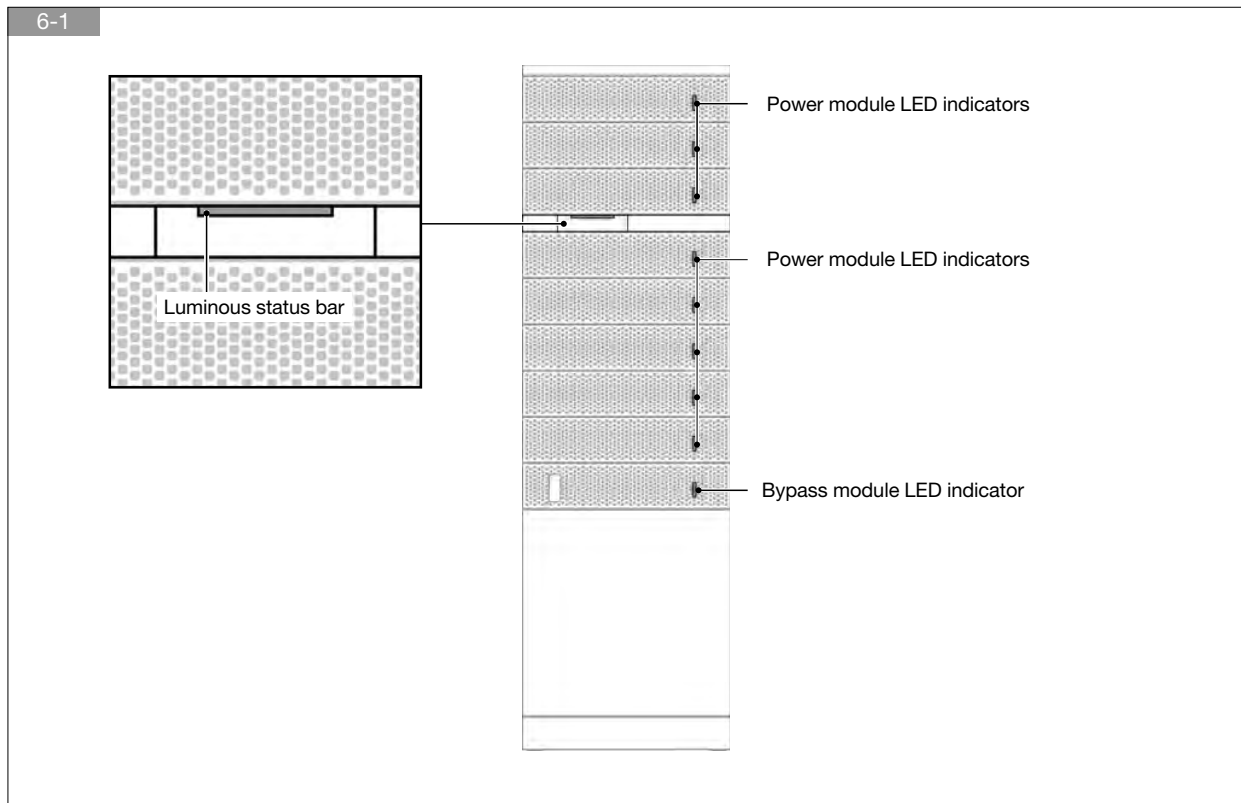 6-1
Power module LED indicators
Power module LED indicators
Luminous status bar
Bypass module LED indicator